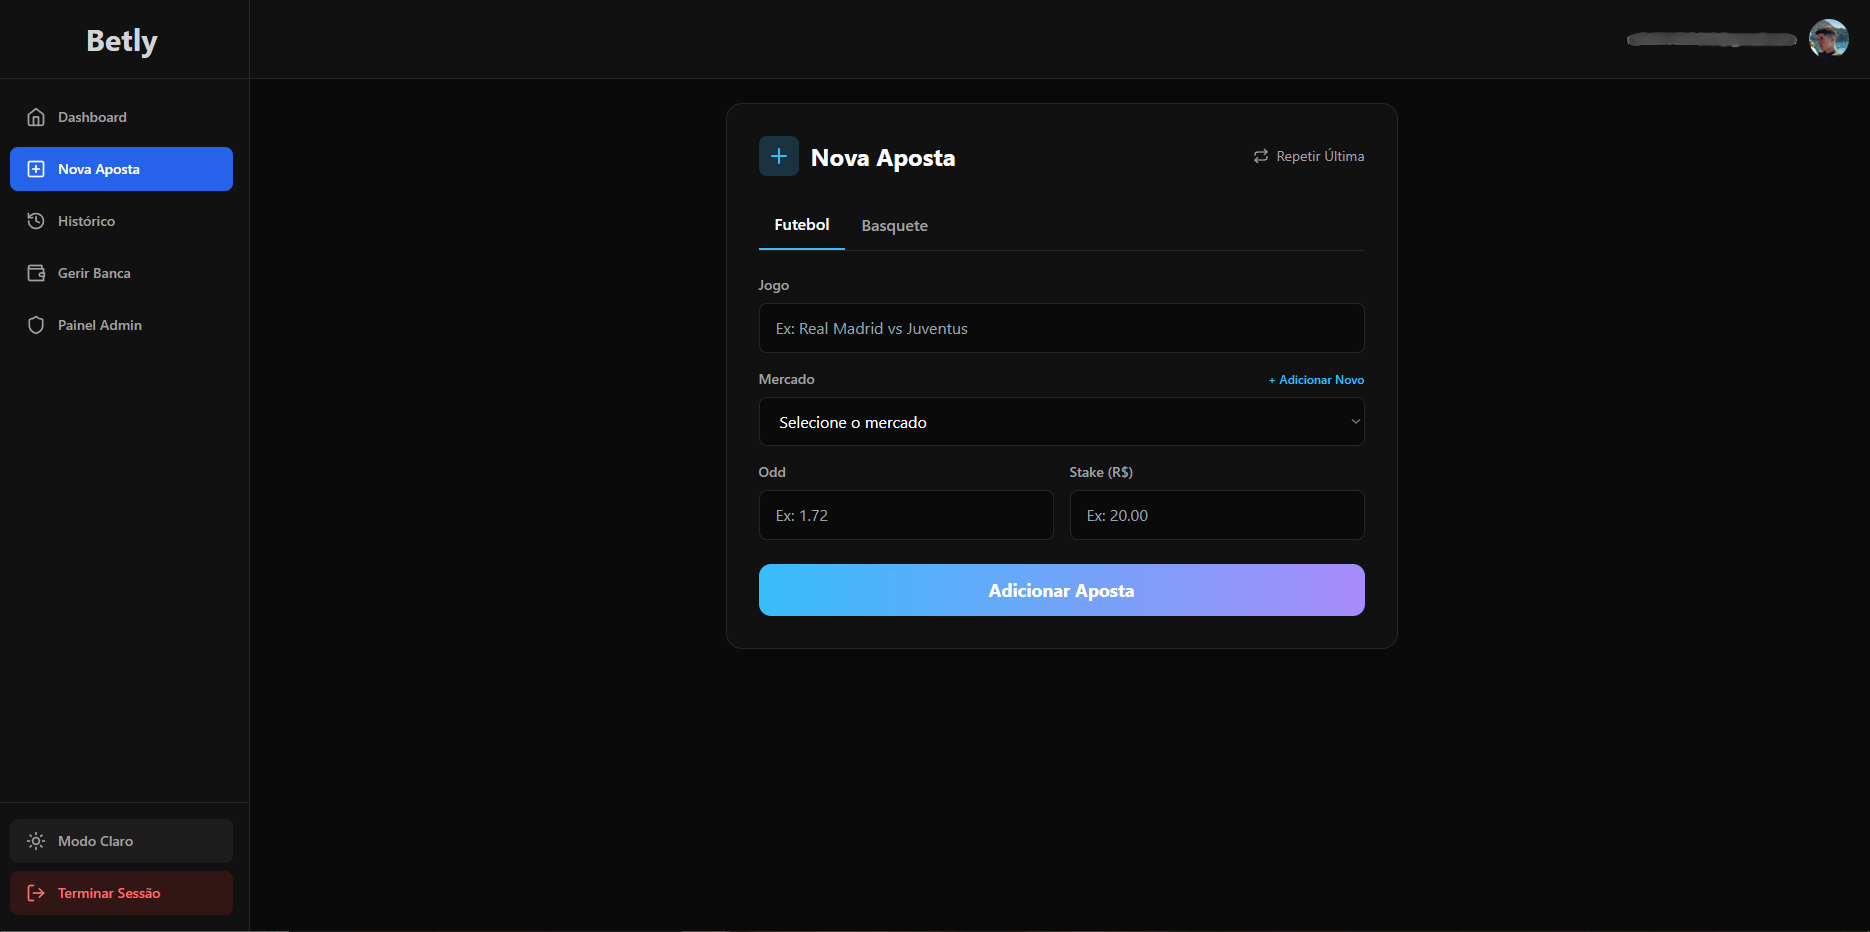 Betly
Dashboard
Nova Aposta
Histórico
Gerir Banca
Painel Admin
Modo Claro
Terminar Sessão
Nova Aposta
Repetir Última
Futebol
Basquete
Jogo
Ex: Real Madrid vs Juventus
Mercado
+ Adicionar Novo
Selecione o mercado
Odd
Stake (R$)
Ex: 1.72
Ex: 20.00
Adicionar Aposta